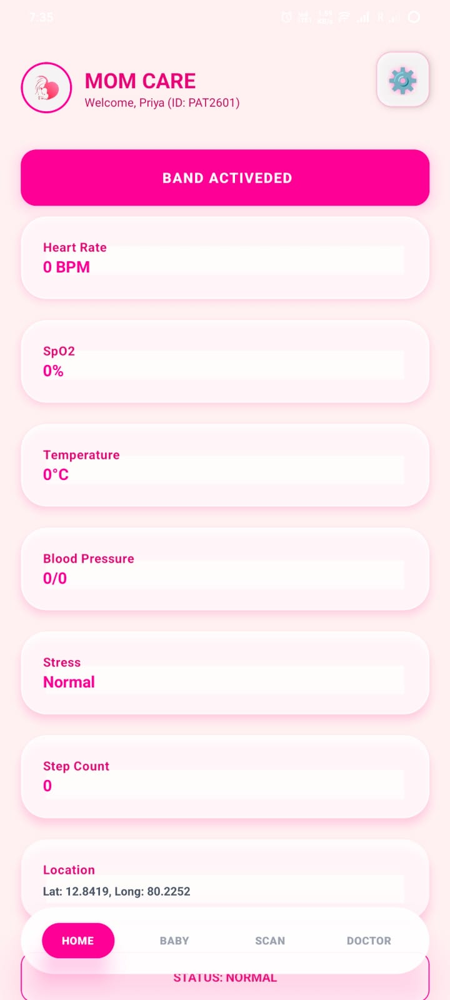 7:35
MOM CARE
Welcome, Priya (ID: PAT2601)
BAND ACTIVEDED
Heart Rate
0 BPM
SpO2
0%
Temperature
0°C
Blood Pressure
0/0
Stress
Normal
Step Count
0
Location
Lat: 12.8419, Long: 80.2252
HOME BABY SCAN DOCTOR
STATUS: NORMAL